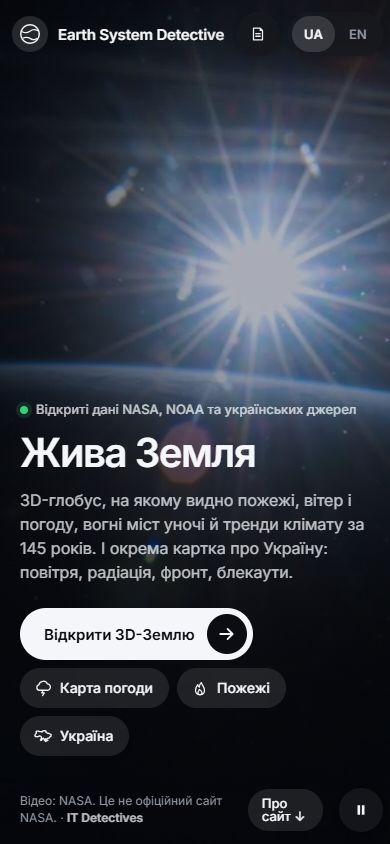 Earth System Detective
UA EN
Відкриті дані NASA, NOAA та українських джерел
Жива Земля
3D-глобус, на якому видно пожежі, вітер і
погоду, вогні міст уночі й тренди клімату за
145 років. І окрема картка про Україну:
повітря, радіація, фронт, блекаути.
Відкрити 3D-Землю →
Карта погоди Пожежі
Україна
Відео: NASA. Це не офіційний сайт
NASA. · IT Detectives
Про
сайт ↓